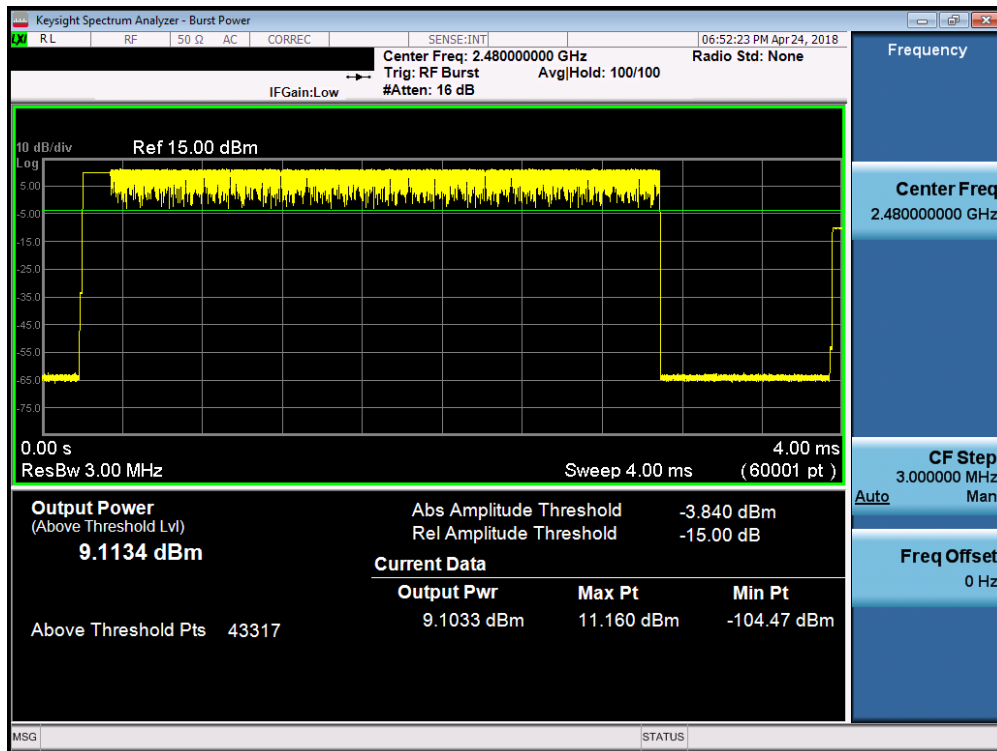 Keysight Spectrum Analyzer - Burst Power
LXI RL RF 50 Ω AC CORREC SENSE:INT 06:52:23 PM Apr 24, 2018
Center Freq: 2.480000000 GHz Radio Std: None
Trig: RF Burst Avg|Hold: 100/100
IFGain:Low #Atten: 16 dB
10 dB/div Ref 15.00 dBm
Log
5.00
-5.00
-15.0
-25.0
-35.0
-45.0
-55.0
-65.0
-75.0
0.00 s 4.00 ms
ResBw 3.00 MHz Sweep 4.00 ms (60001 pt)
Output Power
(Above Threshold Lvl)
9.1134 dBm
Above Threshold Pts 43317
Abs Amplitude Threshold -3.840 dBm
Rel Amplitude Threshold -15.00 dB
Current Data
Output Pwr Max Pt Min Pt
9.1033 dBm 11.160 dBm -104.47 dBm
Frequency
Center Freq
2.480000000 GHz
CF Step
3.000000 MHz
Auto Man
Freq Offset
0 Hz
MSG STATUS